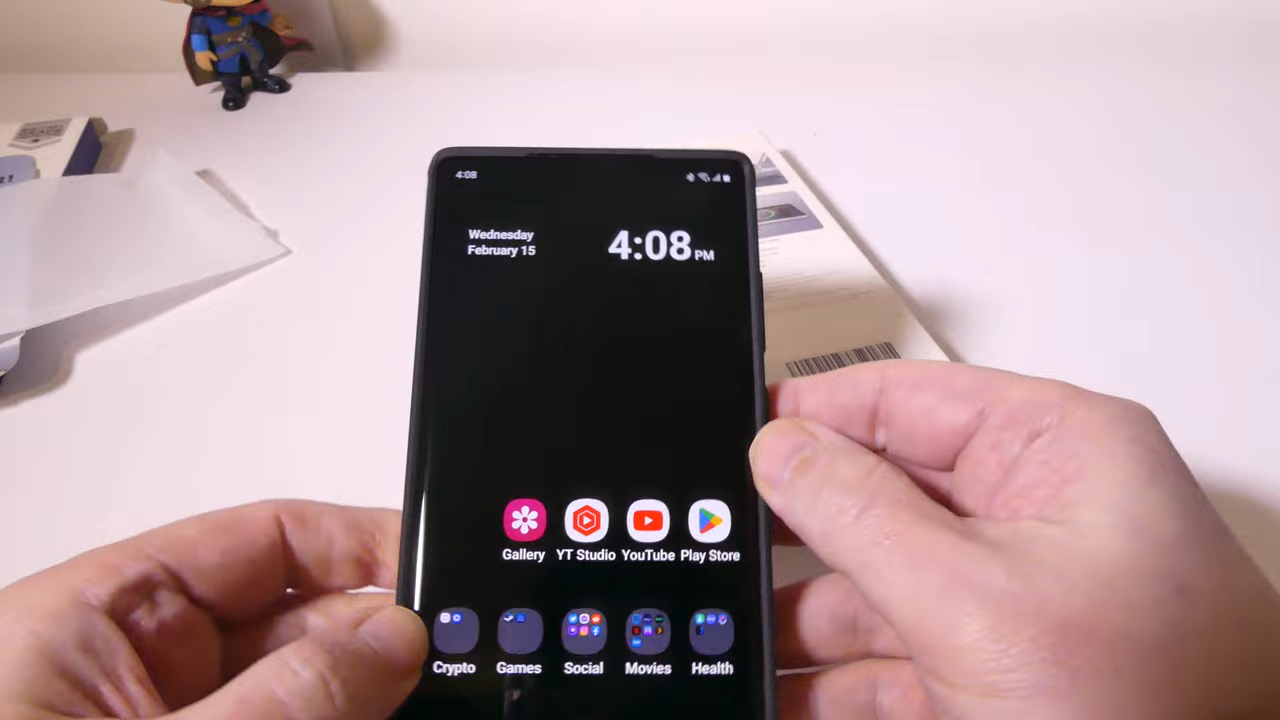 4:08
Wednesday
February 15
4:08 PM
Gallery
YT Studio
YouTube
Play Store
Crypto
Games
Social
Movies
Health